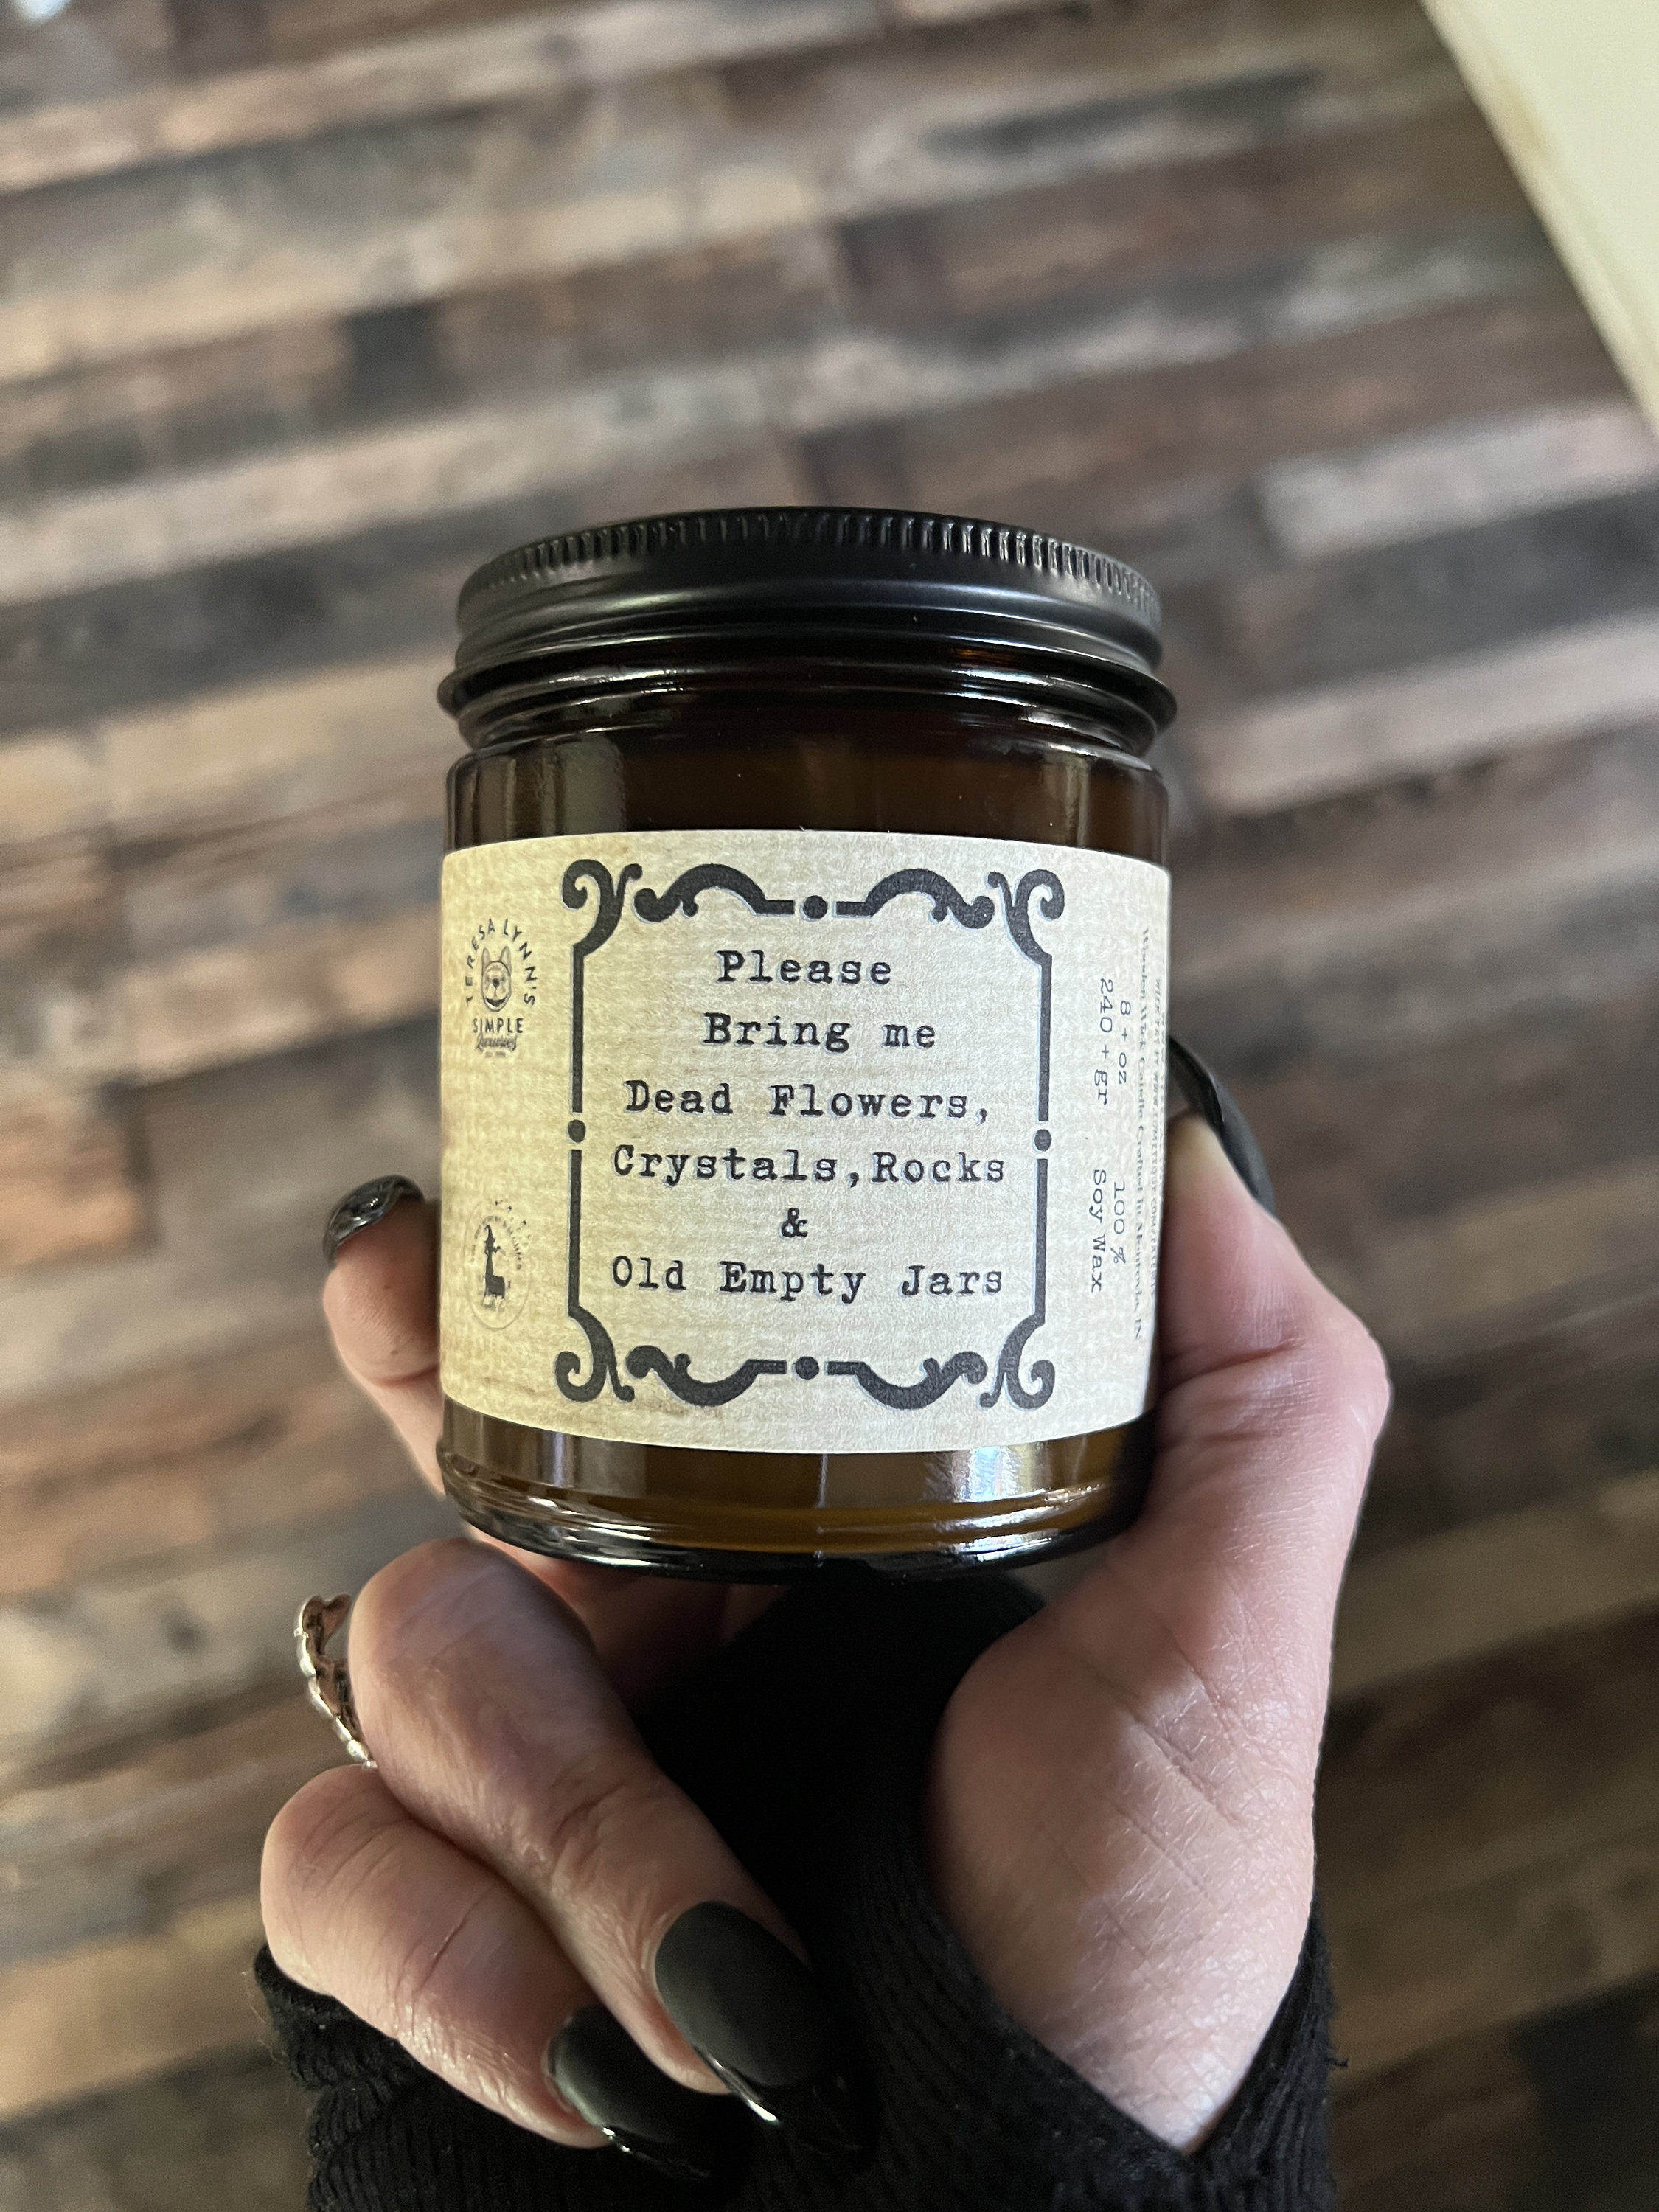 TERESA LYNN'S
SIMPLE
Luxuries
Please
Bring me
Dead Flowers,
Crystals,Rocks
&
Old Empty Jars
8+ oz
240+gr
100 %
Soy Wax